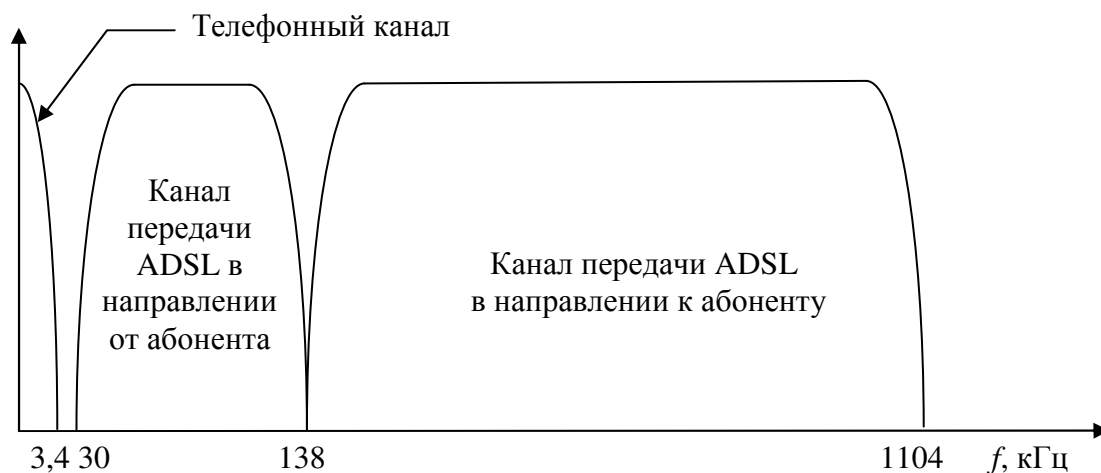 Телефонный канал
Канал
передачи
ADSL в
направлении
от абонента
Канал передачи ADSL
в направлении к абоненту
3,4 30 138 1104 f, кГц